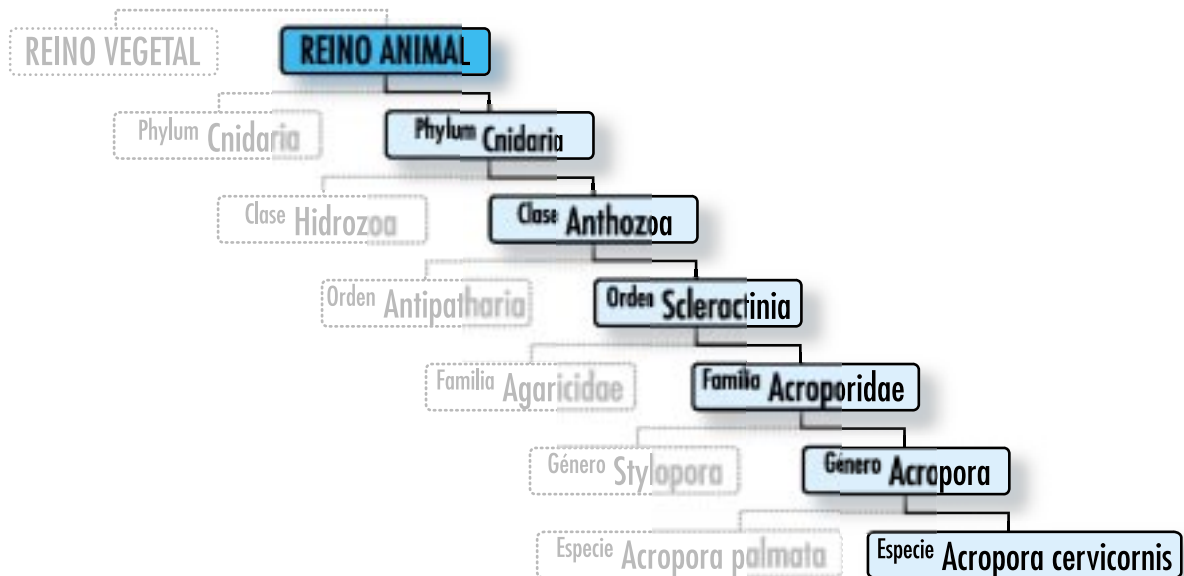 REINO VEGETAL
REINO ANIMAL
Phylum Cnidaria
Phylum Cnidaria
Clase Hidrozoa
Clase Anthozoa
Orden Antipatharia
Orden Scleractinia
Familia Agaricidae
Familia Acroporidae
Género Stylopora
Género Acropora
Especie Acropora palmata
Especie Acropora cervicornis